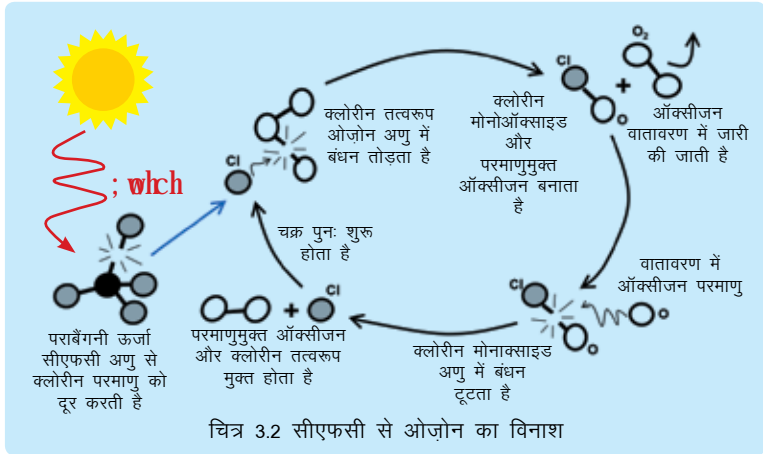 क्लोरीन तत्वरूप
ओज़ोन अणु में
बंधन तोड़ता है
Cl
क्लोरीन
मोनोऑक्साइड
और
परमाणुमुक्त
ऑक्सीजन बनाता
है
Cl
O
+
O₂
ऑक्सीजन
वातावरण में जारी
की जाती है
वातावरण में
ऑक्सीजन परमाणु
O
Cl
O
क्लोरीन मोनाक्साइड
अणु में बंधन
टूटता है
+
Cl
परमाणुमुक्त ऑक्सीजन
और क्लोरीन तत्वरूप
मुक्त होता है
चक्र पुनः शुरू
होता है
पराबैंगनी ऊर्जा
सीएफसी अणु से
क्लोरीन परमाणु को
दूर करती है
चित्र 3.2 सीएफसी से ओज़ोन का विनाश